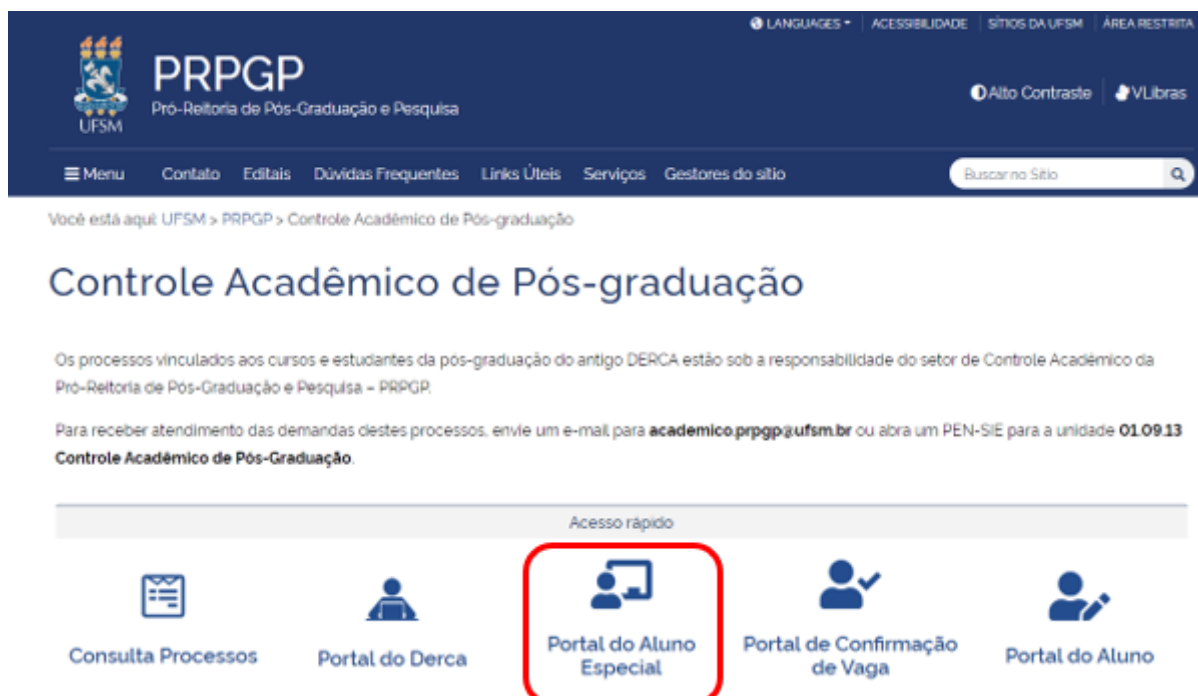 LANGUAGES ACESSIBILIDADE SÍTIOS DA UFSM ÁREA RESTRITA
PRPGP
Pró-Reitoria de Pós-Graduação e Pesquisa
UFSM
Alto Contraste VLibras
Menu Contato Editais Dúvidas Frequentes Links Úteis Serviços Gestores do sítio Buscar no Sítio
Você está aqui: UFSM > PRPGP > Controle Acadêmico de Pós-graduação
Controle Acadêmico de Pós-graduação
Os processos vinculados aos cursos e estudantes da pós-graduação do antigo DERCA estão sob a responsabilidade do setor de Controle Acadêmico da
Pró-Reitoria de Pós-Graduação e Pesquisa – PRPGP.
Para receber atendimento das demandas destes processos, envie um e-mail para academico.prpgp@ufsm.br ou abra um PEN-SIE para a unidade 01.09.13
Controle Acadêmico de Pós-Graduação.
Acesso rápido
Consulta Processos
Portal do Derca
Portal do Aluno
Especial
Portal de Confirmação
de Vaga
Portal do Aluno